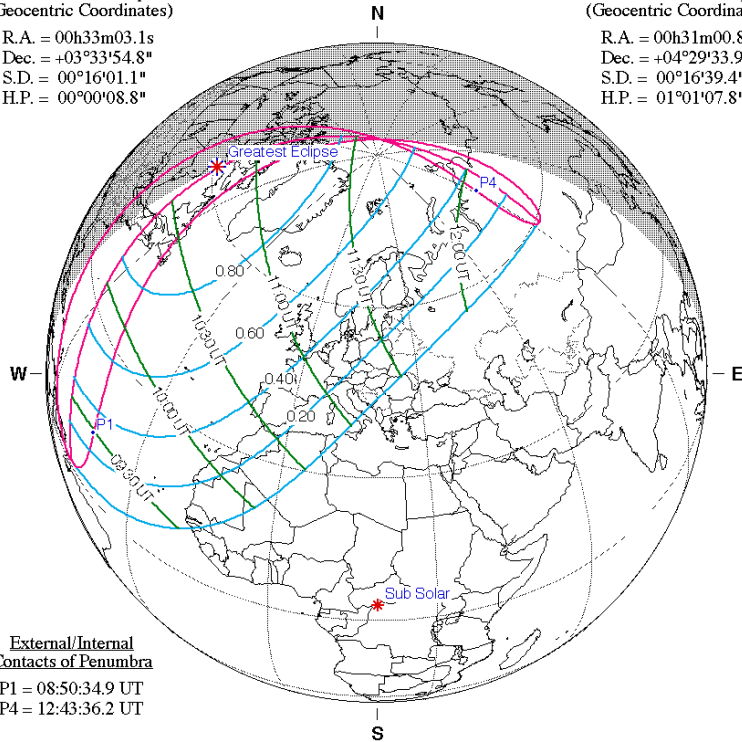 Geocentric Coordinates)
R.A. = 00h33m03.1s
Dec. = +03°33'54.8"
S.D. = 00°16'01.1"
H.P. = 00°00'08.8"
N
(Geocentric Coordina
R.A. = 00h31m00.8
Dec. = +04°29'33.9
S.D. = 00°16'39.4"
H.P. = 01°01'07.8"
Greatest Eclipse
P4
0.80
12:00 UT
11:30 UT
11:00 UT
10:30 UT
0.60
W
E
0.40
0.20
10:00 UT
P1
09:30 UT
Sub Solar
External/Internal
Contacts of Penumbra
P1 = 08:50:34.9 UT
P4 = 12:43:36.2 UT
S